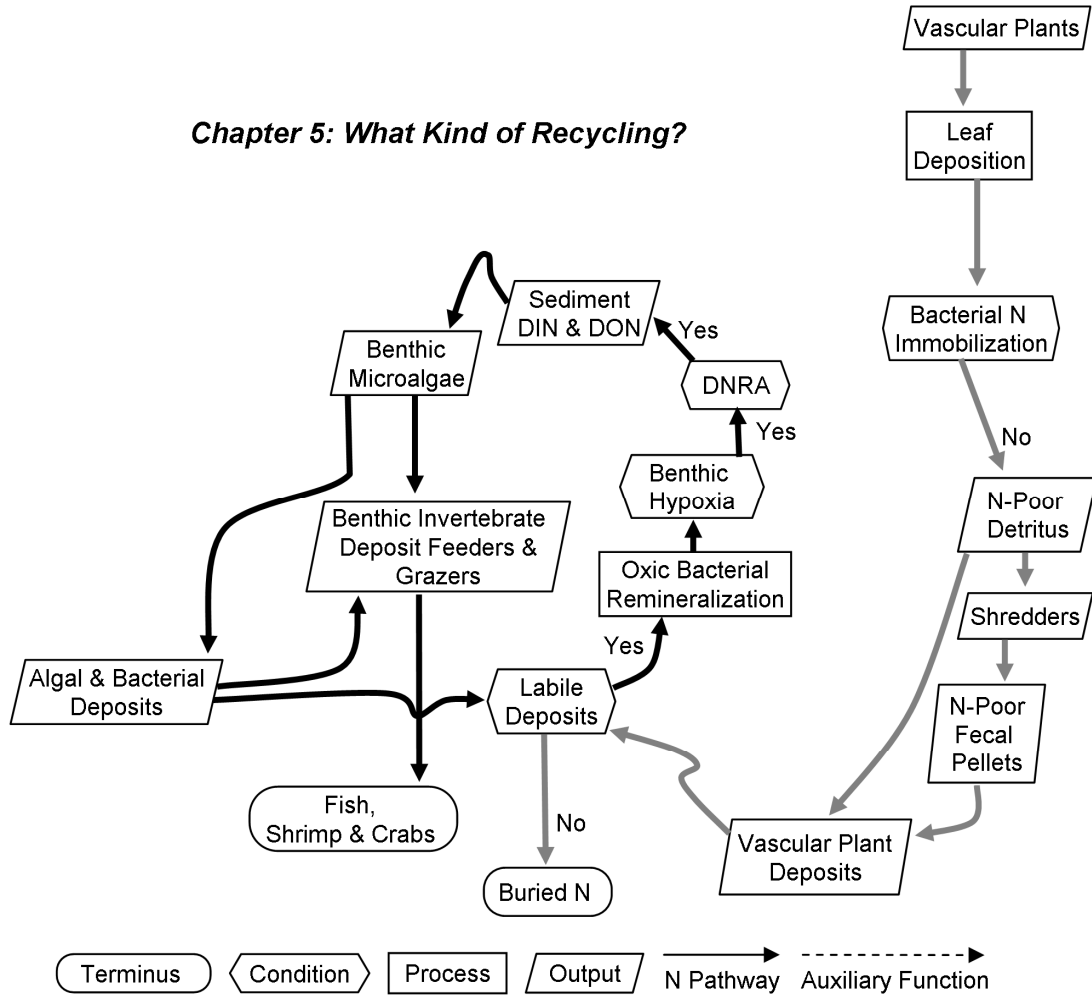 Vascular Plants
Chapter 5: What Kind of Recycling?
Leaf
Deposition
Sediment
DIN & DON
Bacterial N
Immobilization
Yes
Benthic
Microalgae
DNRA
Yes
No
Benthic
Hypoxia
N-Poor
Detritus
Benthic Invertebrate
Deposit Feeders &
Grazers
Oxic Bacterial
Remineralization
Shredders
Yes
Algal & Bacterial
Deposits
Labile
Deposits
N-Poor
Fecal
Pellets
Fish,
Shrimp & Crabs
No
Vascular Plant
Deposits
Buried N
Terminus
Condition
Process
Output
N Pathway
Auxiliary Function